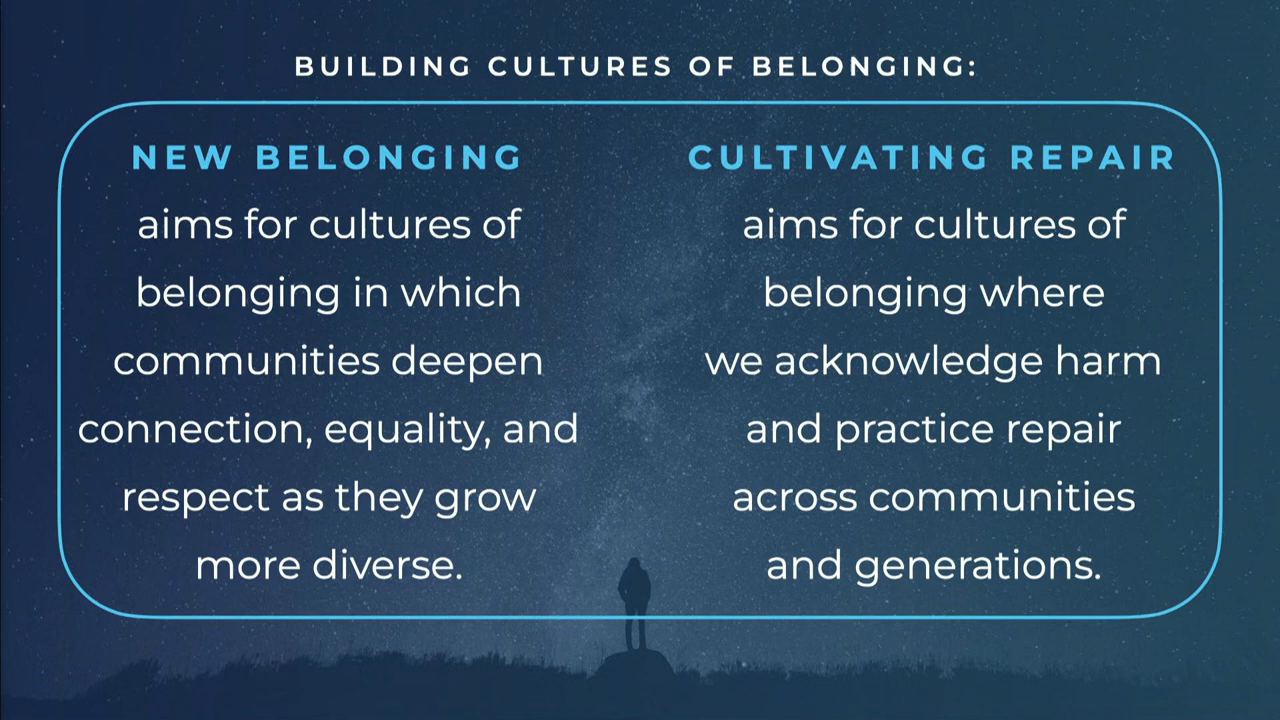 BUILDING CULTURES OF BELONGING:
NEW BELONGING
aims for cultures of
belonging in which
communities deepen
connection, equality, and
respect as they grow
more diverse.
CULTIVATING REPAIR
aims for cultures of
belonging where
we acknowledge harm
and practice repair
across communities
and generations.